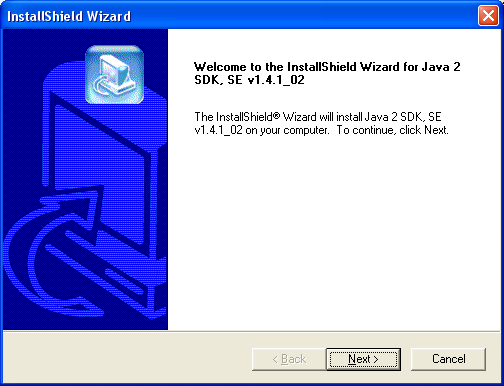 InstallShield Wizard
Welcome to the InstallShield Wizard for Java 2
SDK, SE v1.4.1_02
The InstallShield® Wizard will install Java 2 SDK, SE
v1.4.1_02 on your computer. To continue, click Next.
< Back
Next >
Cancel